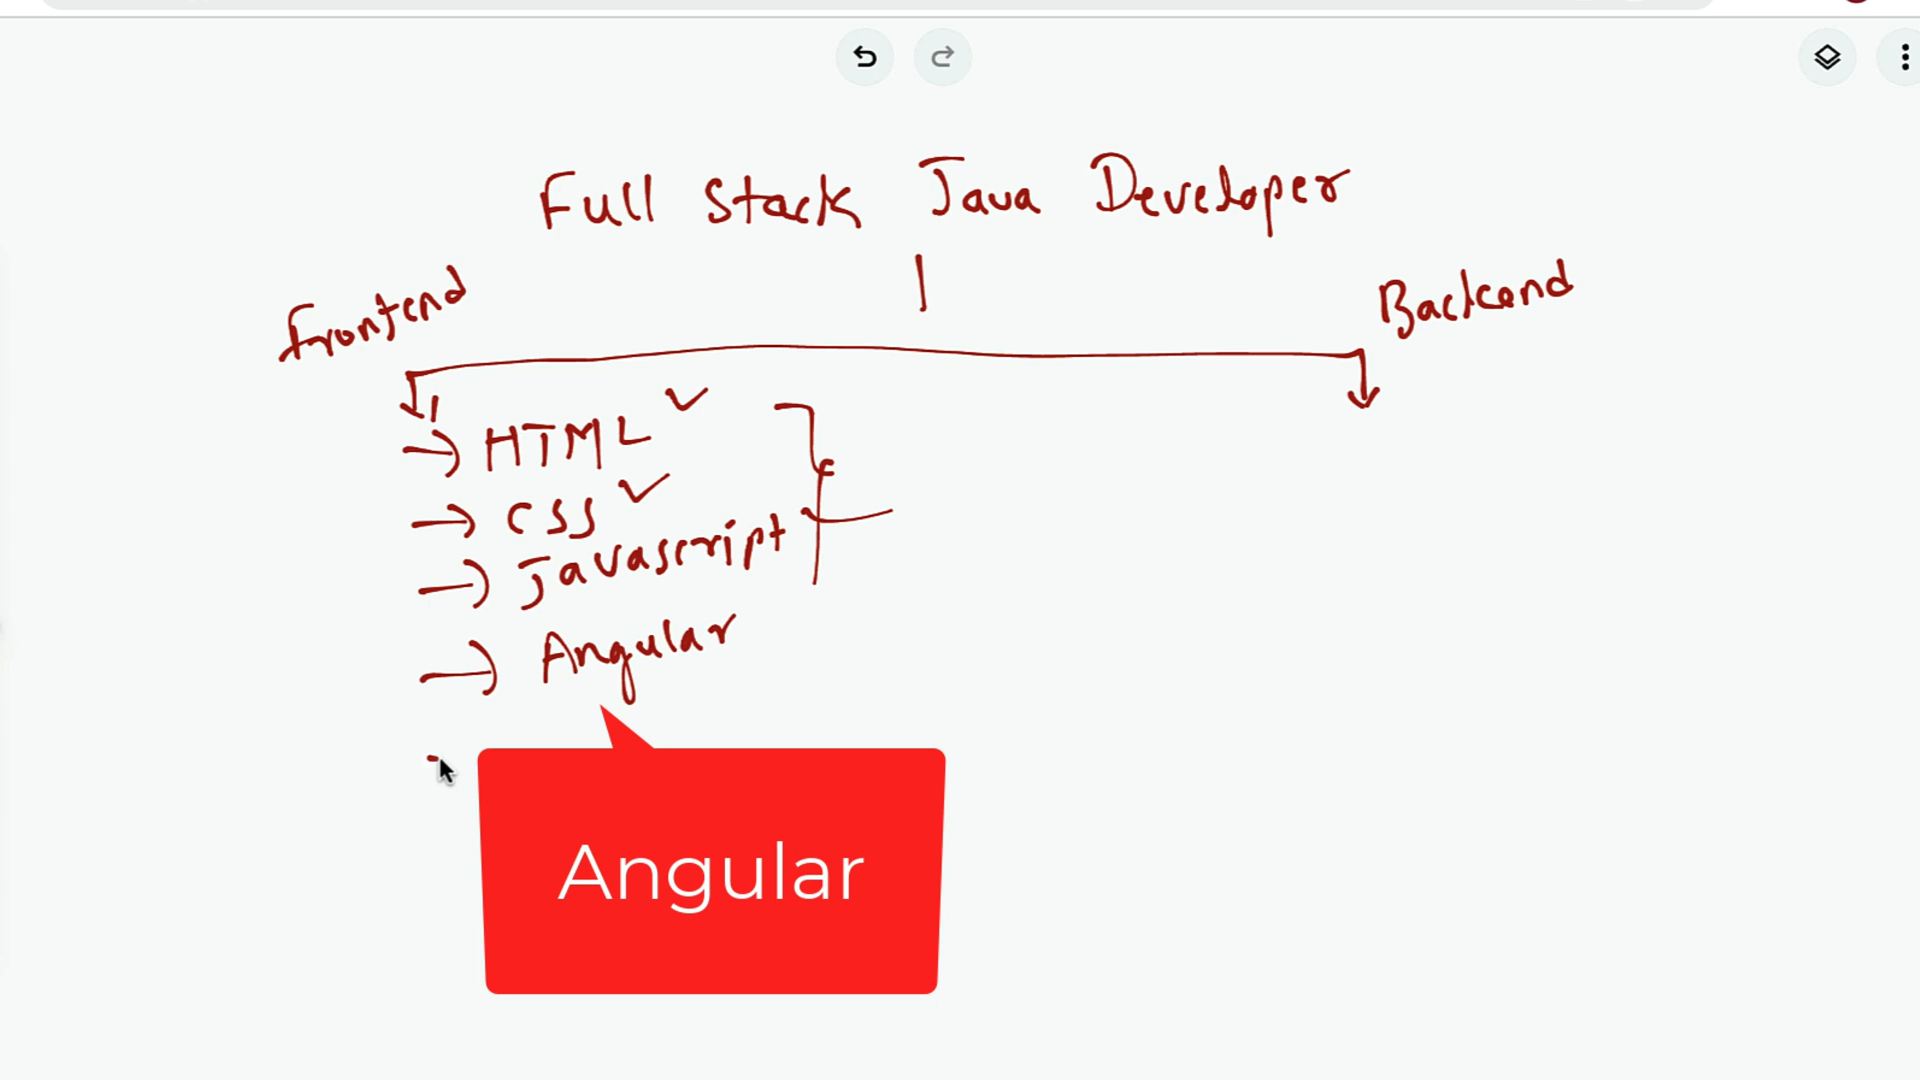 Full Stack Java Developer
Frontend
Backend
HTML
CSS
Javascript
Angular
Angular